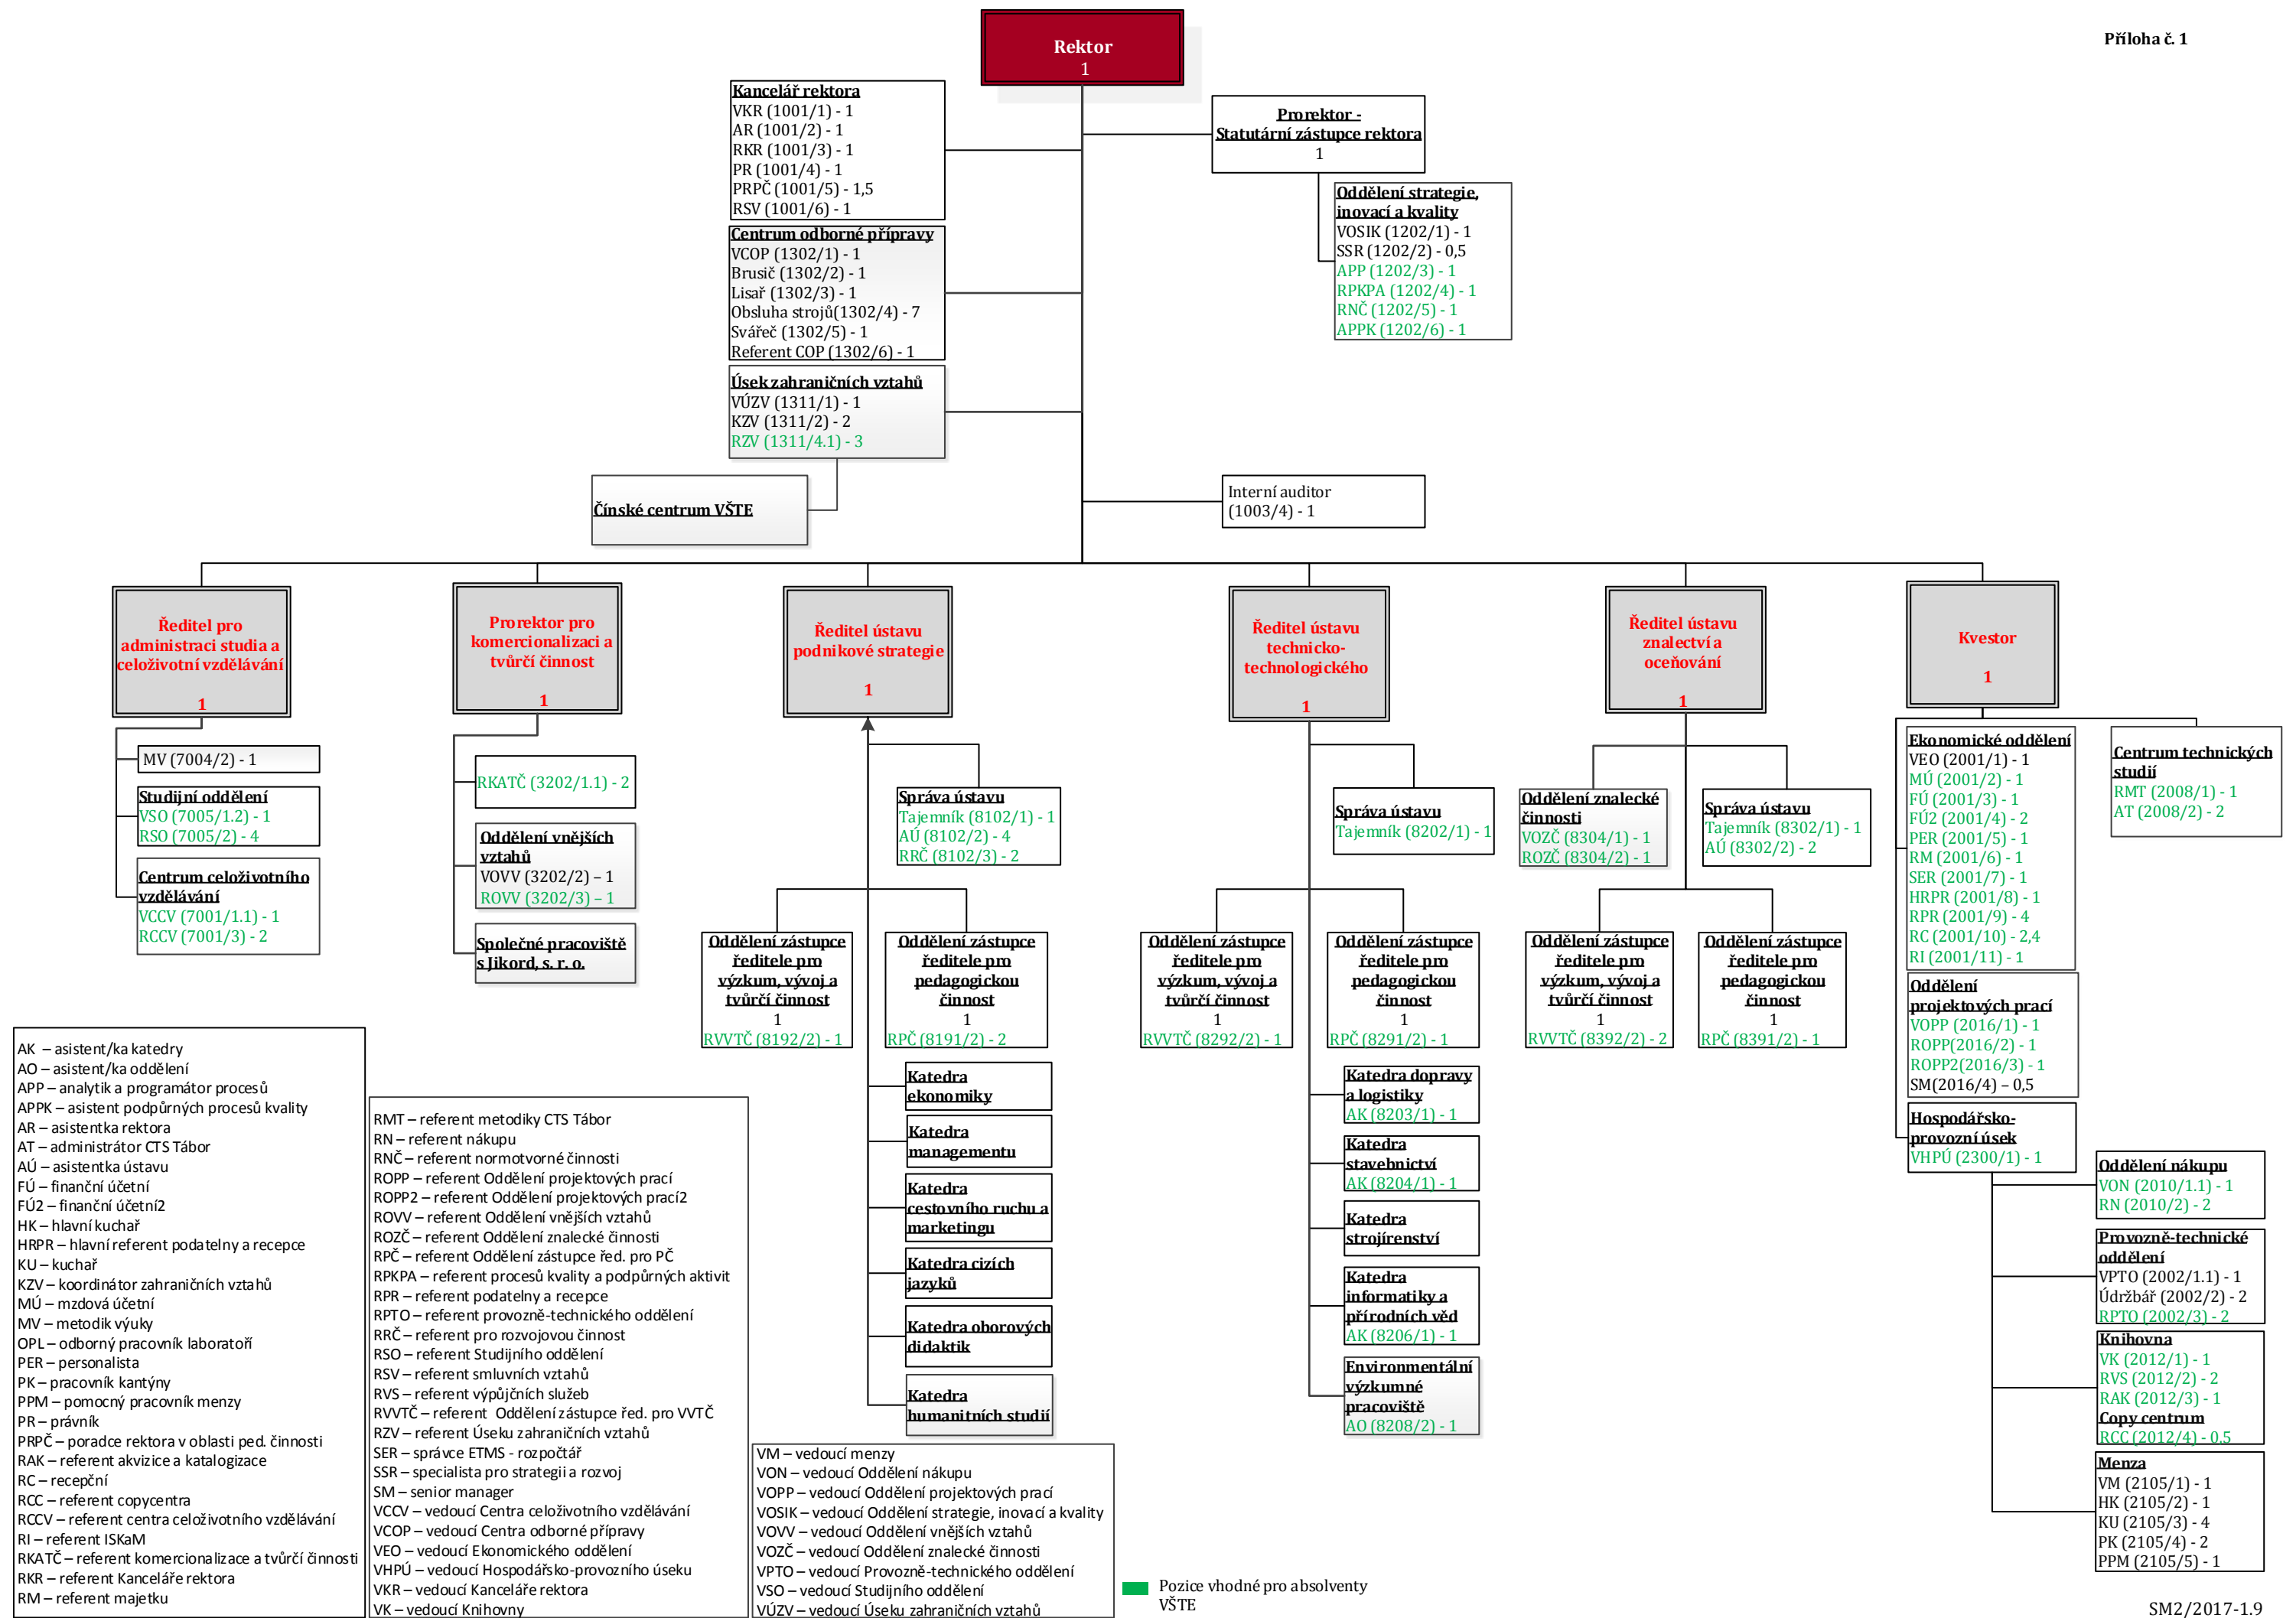 Příloha č. 1
Rektor
1
Kancelář rektora
VKR (1001/1) - 1
AR (1001/2) - 1
RKR (1001/3) - 1
PR (1001/4) - 1
PRPČ (1001/5) - 1,5
RSV (1001/6) - 1
Prorektor -
Statutární zástupce rektora
1
Oddělení strategie,
inovací a kvality
VOSIK (1202/1) - 1
SSR (1202/2) - 0,5
APP (1202/3) - 1
RPKPA (1202/4) - 1
RNČ (1202/5) - 1
APPK (1202/6) - 1
Centrum odborné přípravy
VCOP (1302/1) - 1
Brusič (1302/2) - 1
Lisař (1302/3) - 1
Obsluha strojů(1302/4) - 7
Svářeč (1302/5) - 1
Referent COP (1302/6) - 1
Úsek zahraničních vztahů
VÚZV (1311/1) - 1
KZV (1311/2) - 2
RZV (1311/4.1) - 3
Čínské centrum VŠTE
Interní auditor
(1003/4) - 1
Ředitel pro
administraci studia a
celoživotní vzdělávání
1
MV (7004/2) - 1
Studijní oddělení
VSO (7005/1.2) - 1
RSO (7005/2) - 4
Centrum celoživotního
vzdělávání
VCCV (7001/1.1) - 1
RCCV (7001/3) - 2
Prorektor pro
komercionalizaci a
tvůrčí činnost
1
RKATČ (3202/1.1) - 2
Oddělení vnějších
vztahů
VOVV (3202/2) – 1
ROVV (3202/3) – 1
Společné pracoviště
s Jikord, s. r. o.
Ředitel ústavu
podnikové strategie
1
Správa ústavu
Tajemník (8102/1) - 1
AÚ (8102/2) - 4
RRČ (8102/3) - 2
Oddělení zástupce
ředitele pro
výzkum, vývoj a
tvůrčí činnost
1
RVVTČ (8192/2) - 1
Oddělení zástupce
ředitele pro
pedagogickou
činnost
1
RPČ (8191/2) - 2
Katedra
ekonomiky
Katedra
managementu
Katedra
cestovního ruchu a
marketingu
Katedra cizích
jazyků
Katedra oborových
didaktik
Katedra
humanitních studií
Ředitel ústavu
technicko-
technologického
1
Správa ústavu
Tajemník (8202/1) - 1
Oddělení zástupce
ředitele pro
výzkum, vývoj a
tvůrčí činnost
1
RVVTČ (8292/2) - 1
Oddělení zástupce
ředitele pro
pedagogickou
činnost
1
RPČ (8291/2) - 1
Katedra dopravy
a logistiky
AK (8203/1) - 1
Katedra
stavebnictví
AK (8204/1) - 1
Katedra
strojírenství
Katedra
informatiky a
přírodních věd
AK (8206/1) - 1
Environmentální
výzkumné
pracoviště
AO (8208/2) - 1
Ředitel ústavu
znalectví a
oceňování
1
Oddělení znalecké
činnosti
VOZČ (8304/1) - 1
ROZČ (8304/2) - 1
Správa ústavu
Tajemník (8302/1) - 1
AÚ (8302/2) - 2
Oddělení zástupce
ředitele pro
výzkum, vývoj a
tvůrčí činnost
1
RVVTČ (8392/2) - 2
Oddělení zástupce
ředitele pro
pedagogickou
činnost
1
RPČ (8391/2) - 1
Kvestor
1
Ekonomické oddělení
VEO (2001/1) - 1
MÚ (2001/2) - 1
FÚ (2001/3) - 1
FÚ2 (2001/4) - 2
PER (2001/5) - 1
RM (2001/6) - 1
SER (2001/7) - 1
HRPR (2001/8) - 1
RPR (2001/9) - 4
RC (2001/10) - 2,4
RI (2001/11) - 1
Centrum technických
studií
RMT (2008/1) - 1
AT (2008/2) - 2
Oddělení
projektových prací
VOPP (2016/1) - 1
ROPP(2016/2) - 1
ROPP2(2016/3) - 1
SM(2016/4) – 0,5
Hospodářsko-
provozní úsek
VHPÚ (2300/1) - 1
Oddělení nákupu
VON (2010/1.1) - 1
RN (2010/2) - 2
Provozně-technické
oddělení
VPTO (2002/1.1) - 1
Údržbář (2002/2) - 2
RPTO (2002/3) - 2
Knihovna
VK (2012/1) - 1
RVS (2012/2) - 2
RAK (2012/3) - 1
Copy centrum
RCC (2012/4) - 0.5
Menza
VM (2105/1) - 1
HK (2105/2) - 1
KU (2105/3) - 4
PK (2105/4) - 2
PPM (2105/5) - 1
AK – asistent/ka katedry
AO – asistent/ka oddělení
APP – analytik a programátor procesů
APPK – asistent podpůrných procesů kvality
AR – asistentka rektora
AT – administrátor CTS Tábor
AÚ – asistentka ústavu
FÚ – finanční účetní
FÚ2 – finanční účetní2
HK – hlavní kuchař
HRPR – hlavní referent podatelny a recepce
KU – kuchař
KZV – koordinátor zahraničních vztahů
MÚ – mzdová účetní
MV – metodik výuky
OPL – odborný pracovník laboratoří
PER – personalista
PK – pracovník kantýny
PPM – pomocný pracovník menzy
PR – právník
PRPČ – poradce rektora v oblasti ped. činnosti
RAK – referent akvizice a katalogizace
RC – recepční
RCC – referent copycentra
RCCV – referent centra celoživotního vzdělávání
RI – referent ISKaM
RKATČ – referent komercionalizace a tvůrčí činnosti
RKR – referent Kanceláře rektora
RM – referent majetku
RMT – referent metodiky CTS Tábor
RN – referent nákupu
RNČ – referent normotvorné činnosti
ROPP – referent Oddělení projektových prací
ROPP2 – referent Oddělení projektových prací2
ROVV – referent Oddělení vnějších vztahů
ROZČ – referent Oddělení znalecké činnosti
RPČ – referent Oddělení zástupce řed. pro PČ
RPKPA – referent procesů kvality a podpůrných aktivit
RPR – referent podatelny a recepce
RPTO – referent provozně-technického oddělení
RRČ – referent pro rozvojovou činnost
RSO – referent Studijního oddělení
RSV – referent smluvních vztahů
RVS – referent výpůjčních služeb
RVVTČ – referent Oddělení zástupce řed. pro VVTČ
RZV – referent Úseku zahraničních vztahů
SER – správce ETMS - rozpočtář
SSR – specialista pro strategii a rozvoj
SM – senior manager
VCCV – vedoucí Centra celoživotního vzdělávání
VCOP – vedoucí Centra odborné přípravy
VEO – vedoucí Ekonomického oddělení
VHPÚ – vedoucí Hospodářsko-provozního úseku
VKR – vedoucí Kanceláře rektora
VK – vedoucí Knihovny
VM – vedoucí menzy
VON – vedoucí Oddělení nákupu
VOPP – vedoucí Oddělení projektových prací
VOSIK – vedoucí Oddělení strategie, inovací a kvality
VOVV – vedoucí Oddělení vnějších vztahů
VOZČ – vedoucí Oddělení znalecké činnosti
VPTO – vedoucí Provozně-technického oddělení
VSO – vedoucí Studijního oddělení
VÚZV – vedoucí Úseku zahraničních vztahů
Pozice vhodné pro absolventy
VŠTE
SM2/2017-1.9